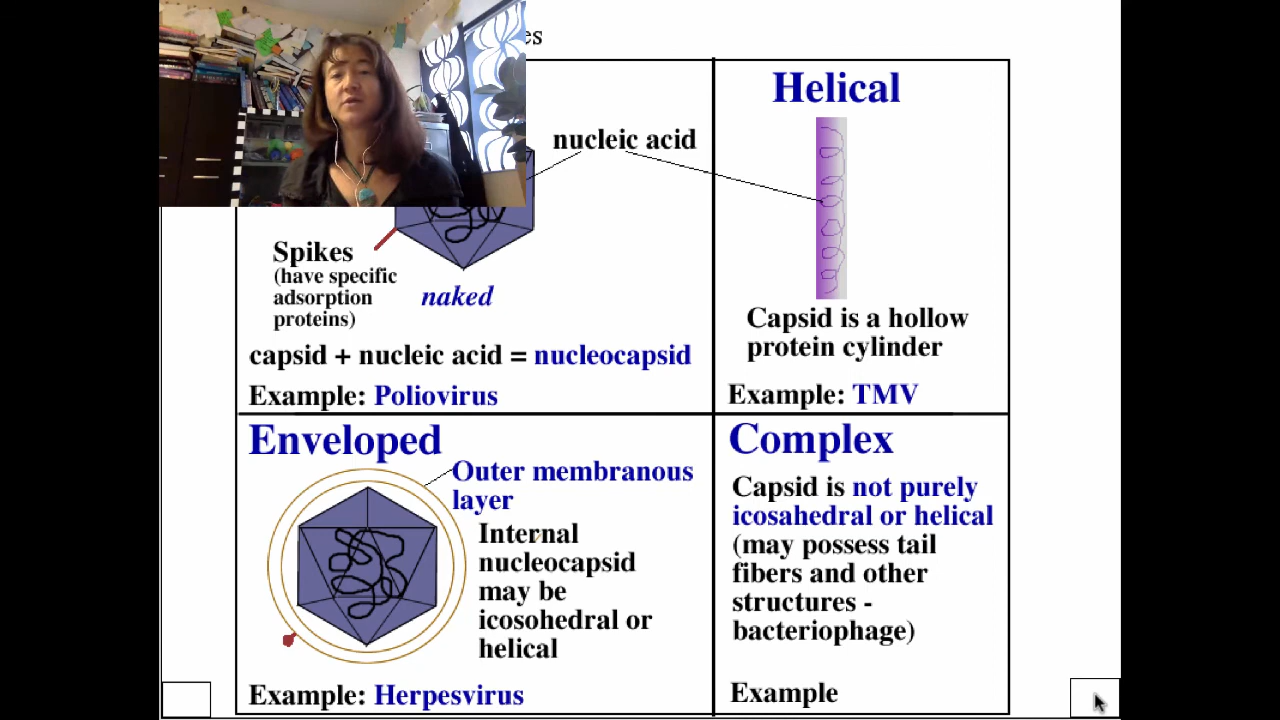 es
nucleic acid
Spikes
(have specific
adsorption
proteins)
naked
capsid + nucleic acid = nucleocapsid
Example: Poliovirus
Helical
Capsid is a hollow
protein cylinder
Example: TMV
Enveloped
Outer membranous
layer
Internal
nucleocapsid
may be
icosohedral or
helical
Example: Herpesvirus
Complex
Capsid is not purely
icosahedral or helical
(may possess tail
fibers and other
structures -
bacteriophage)
Example